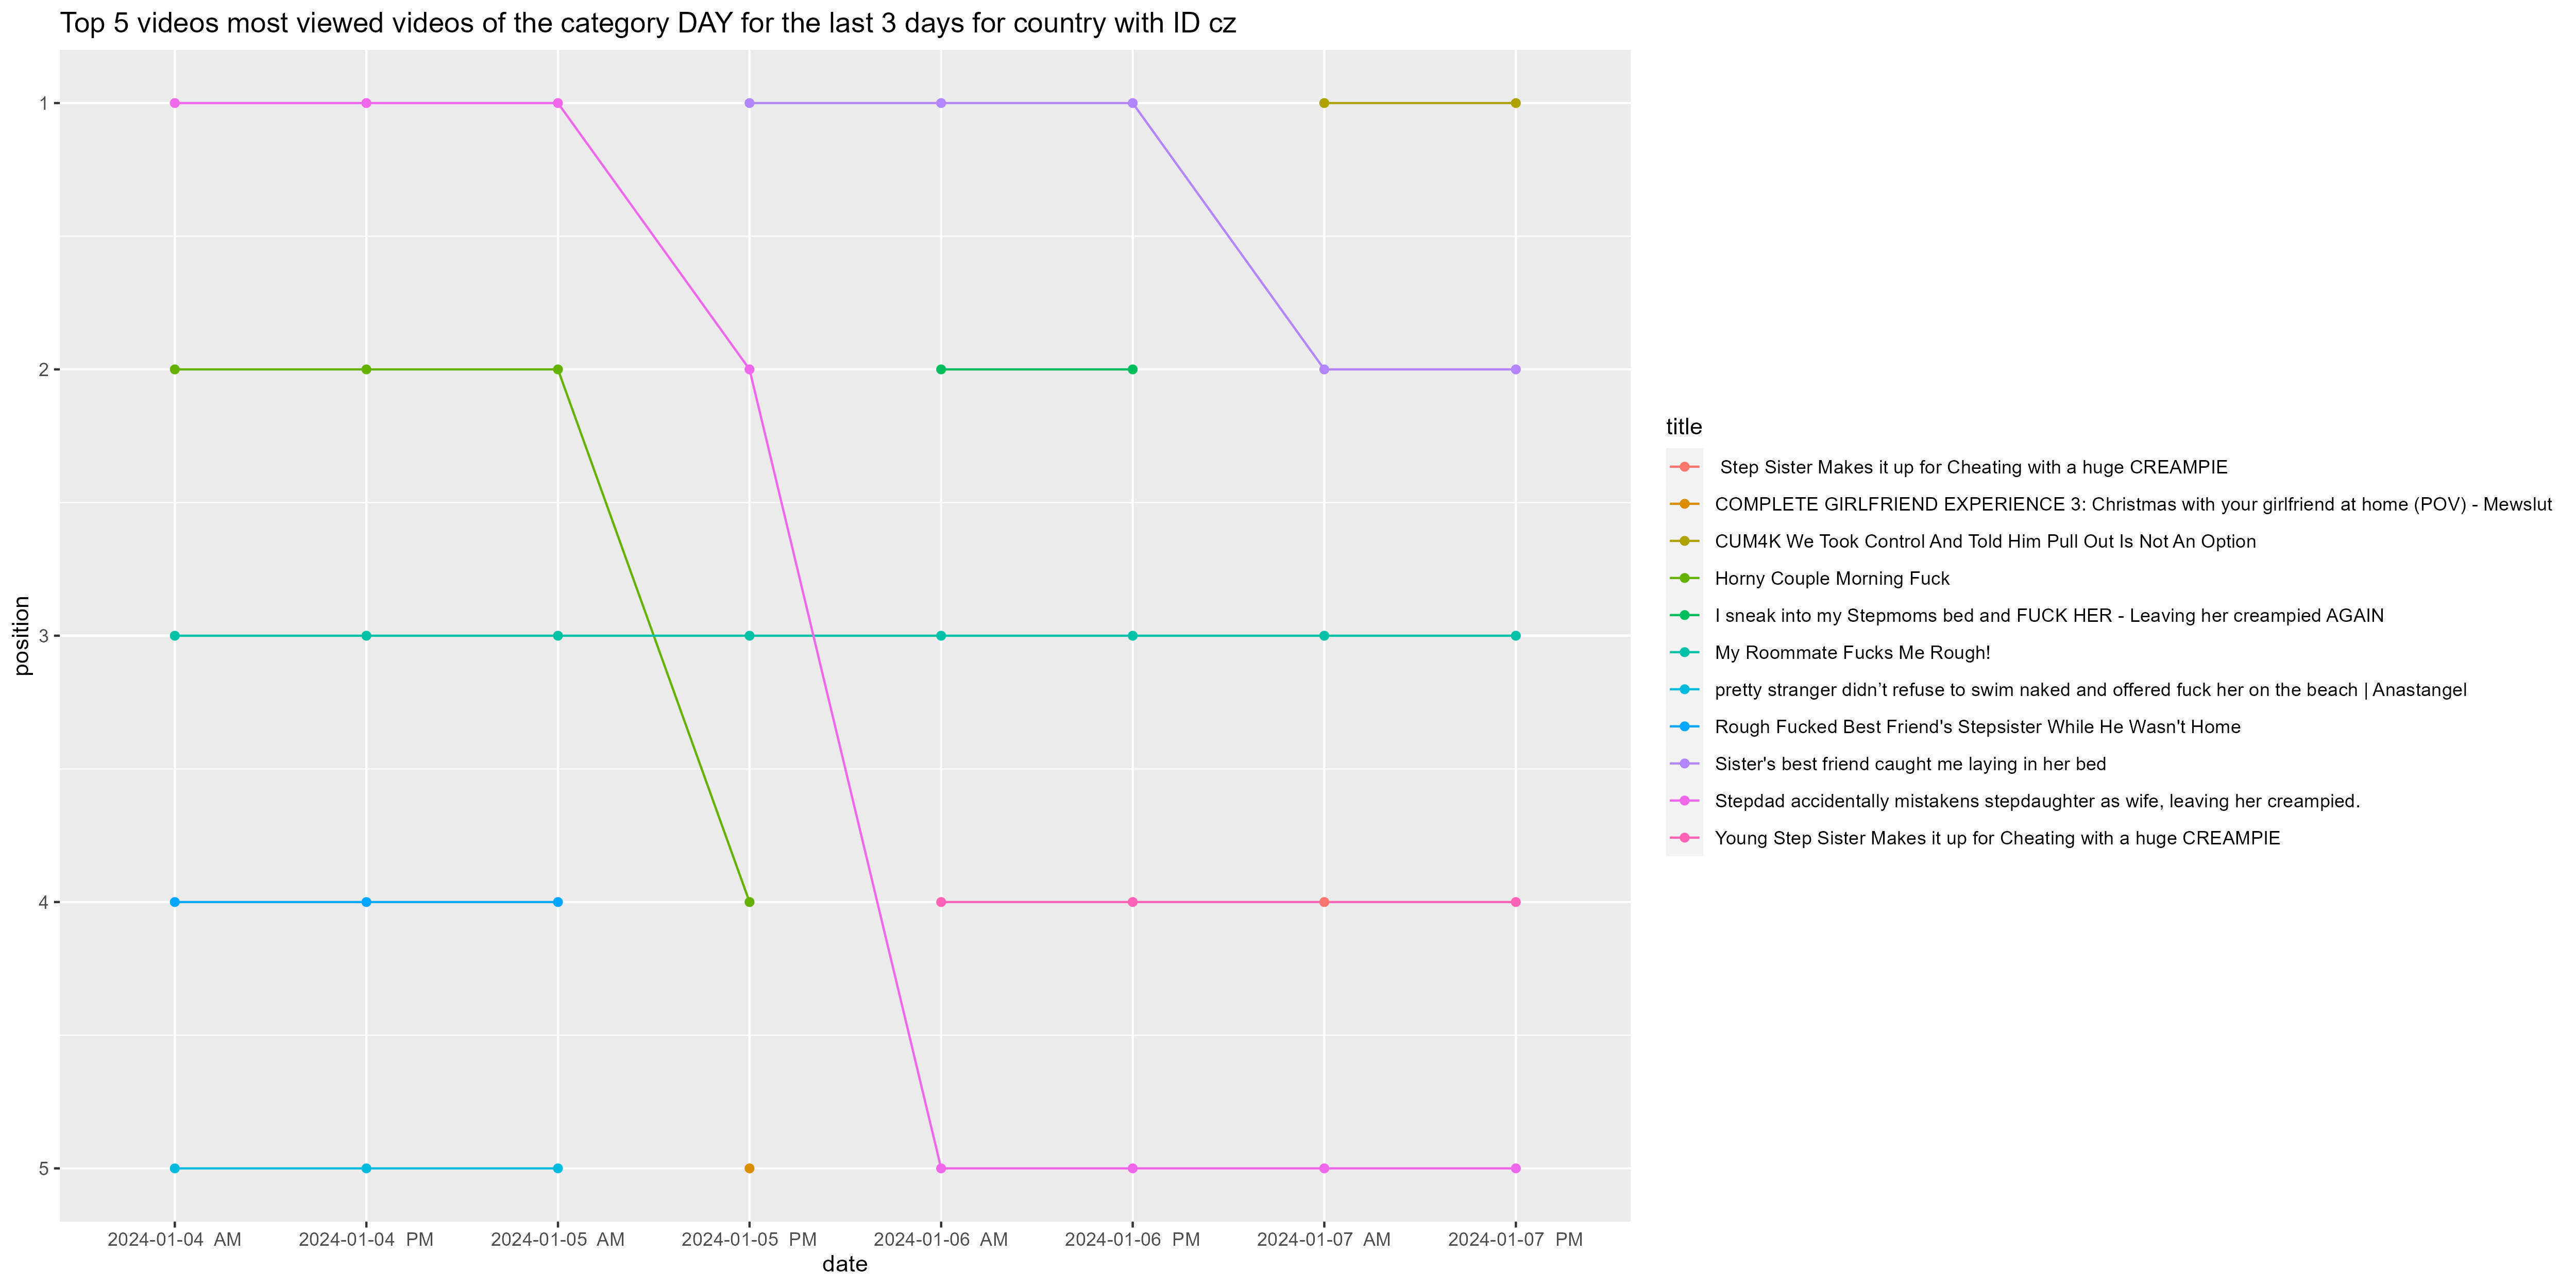 Top 5 videos most viewed videos of the category DAY for the last 3 days for country with ID cz
position
1
2
3
4
5
2024-01-04 AM
2024-01-04 PM
2024-01-05 AM
2024-01-05 PM
2024-01-06 AM
2024-01-06 PM
2024-01-07 AM
2024-01-07 PM
date
title
Step Sister Makes it up for Cheating with a huge CREAMPIE
COMPLETE GIRLFRIEND EXPERIENCE 3: Christmas with your girlfriend at home (POV) - Mewslut
CUM4K We Took Control And Told Him Pull Out Is Not An Option
Horny Couple Morning Fuck
I sneak into my Stepmoms bed and FUCK HER - Leaving her creampied AGAIN
My Roommate Fucks Me Rough!
pretty stranger didn’t refuse to swim naked and offered fuck her on the beach | Anastangel
Rough Fucked Best Friend's Stepsister While He Wasn't Home
Sister's best friend caught me laying in her bed
Stepdad accidentally mistakens stepdaughter as wife, leaving her creampied.
Young Step Sister Makes it up for Cheating with a huge CREAMPIE